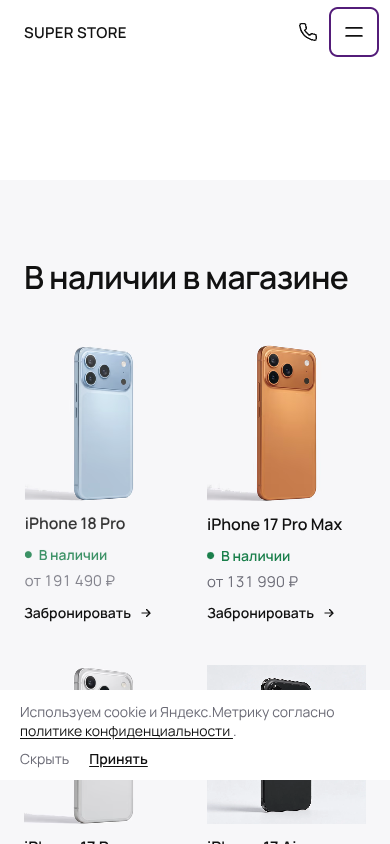 SUPER STORE
В наличии в магазине
iPhone 18 Pro
В наличии
от 191 490 ₽
Забронировать →
iPhone 17 Pro Max
В наличии
от 131 990 ₽
Забронировать →
Используем cookie и Яндекс.Метрику согласно
политике конфиденциальности .
Скрыть Принять